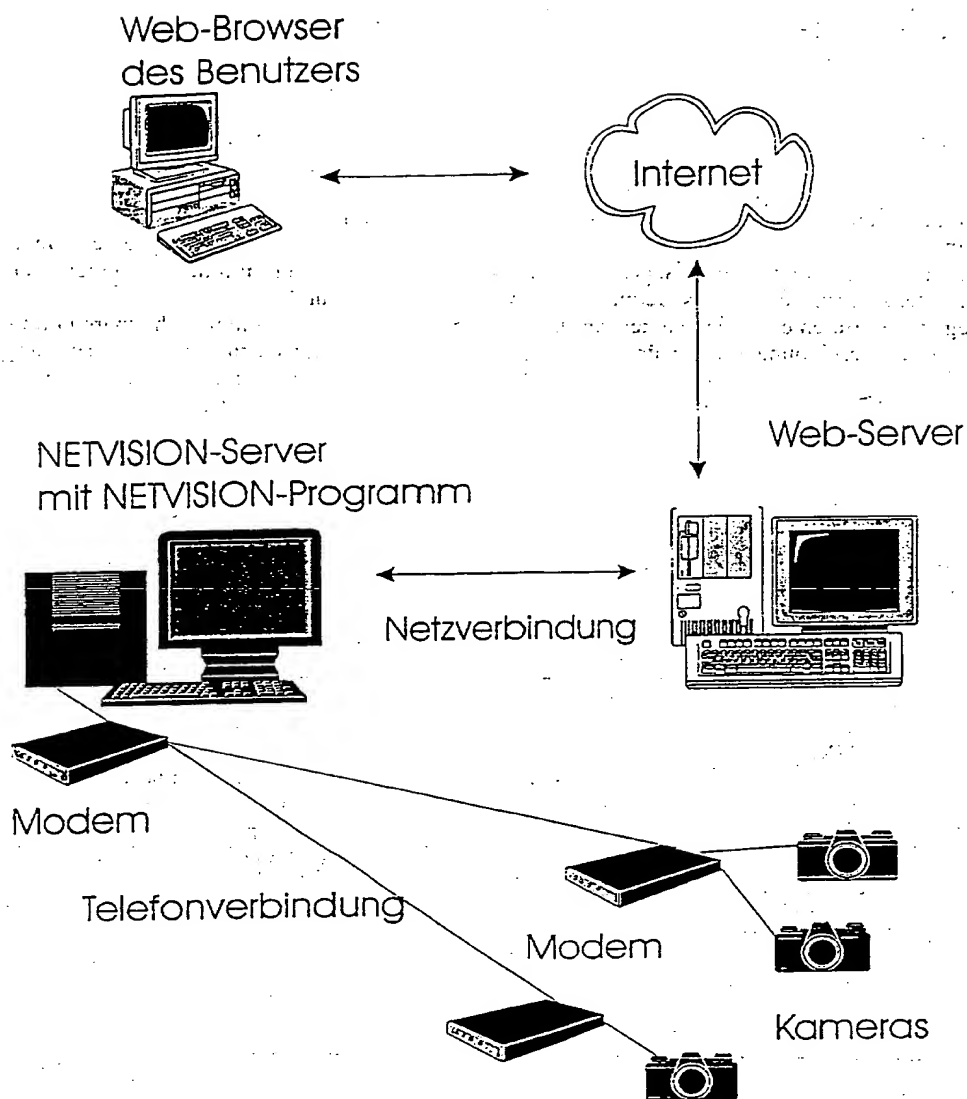 Web-Browser
des Benutzers
Internet
Web-Server
NETVISION-Server
mit NETVISION-Programm
Netzverbindung
Modem
Telefonverbindung
Modem
Kameras